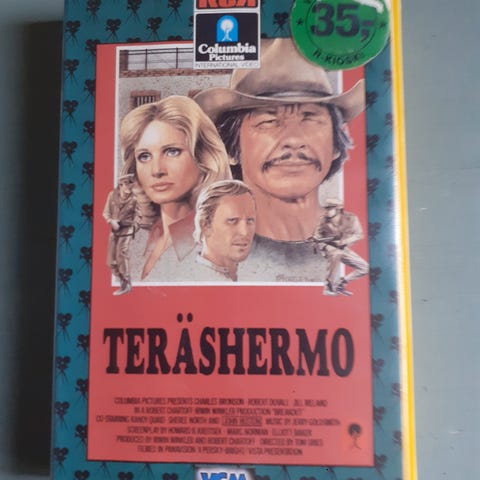 RCA
Columbia
Pictures
INTERNATIONAL VIDEO
35,-
R-KIOSKI
TERÄSHERMO
COLUMBIA PICTURES PRESENTS CHARLES BRONSON · ROBERT DUVALL · JILL IRELAND
IN A ROBERT CHARTOFF-IRWIN WINKLER PRODUCTION "BREAKOUT"
CO-STARRING RANDY QUAID · SHEREE NORTH AND JOHN HUSTON MUSIC BY JERRY GOLDSMITH
SCREENPLAY BY HOWARD B. KREITSEK · MARC NORMAN · ELLIOTT BAKER
PRODUCED BY IRWIN WINKLER AND ROBERT CHARTOFF · DIRECTED BY TOM GRIES
FILMED IN PANAVISION A PERSKY-BRIGHT / VISTA PRESENTATION